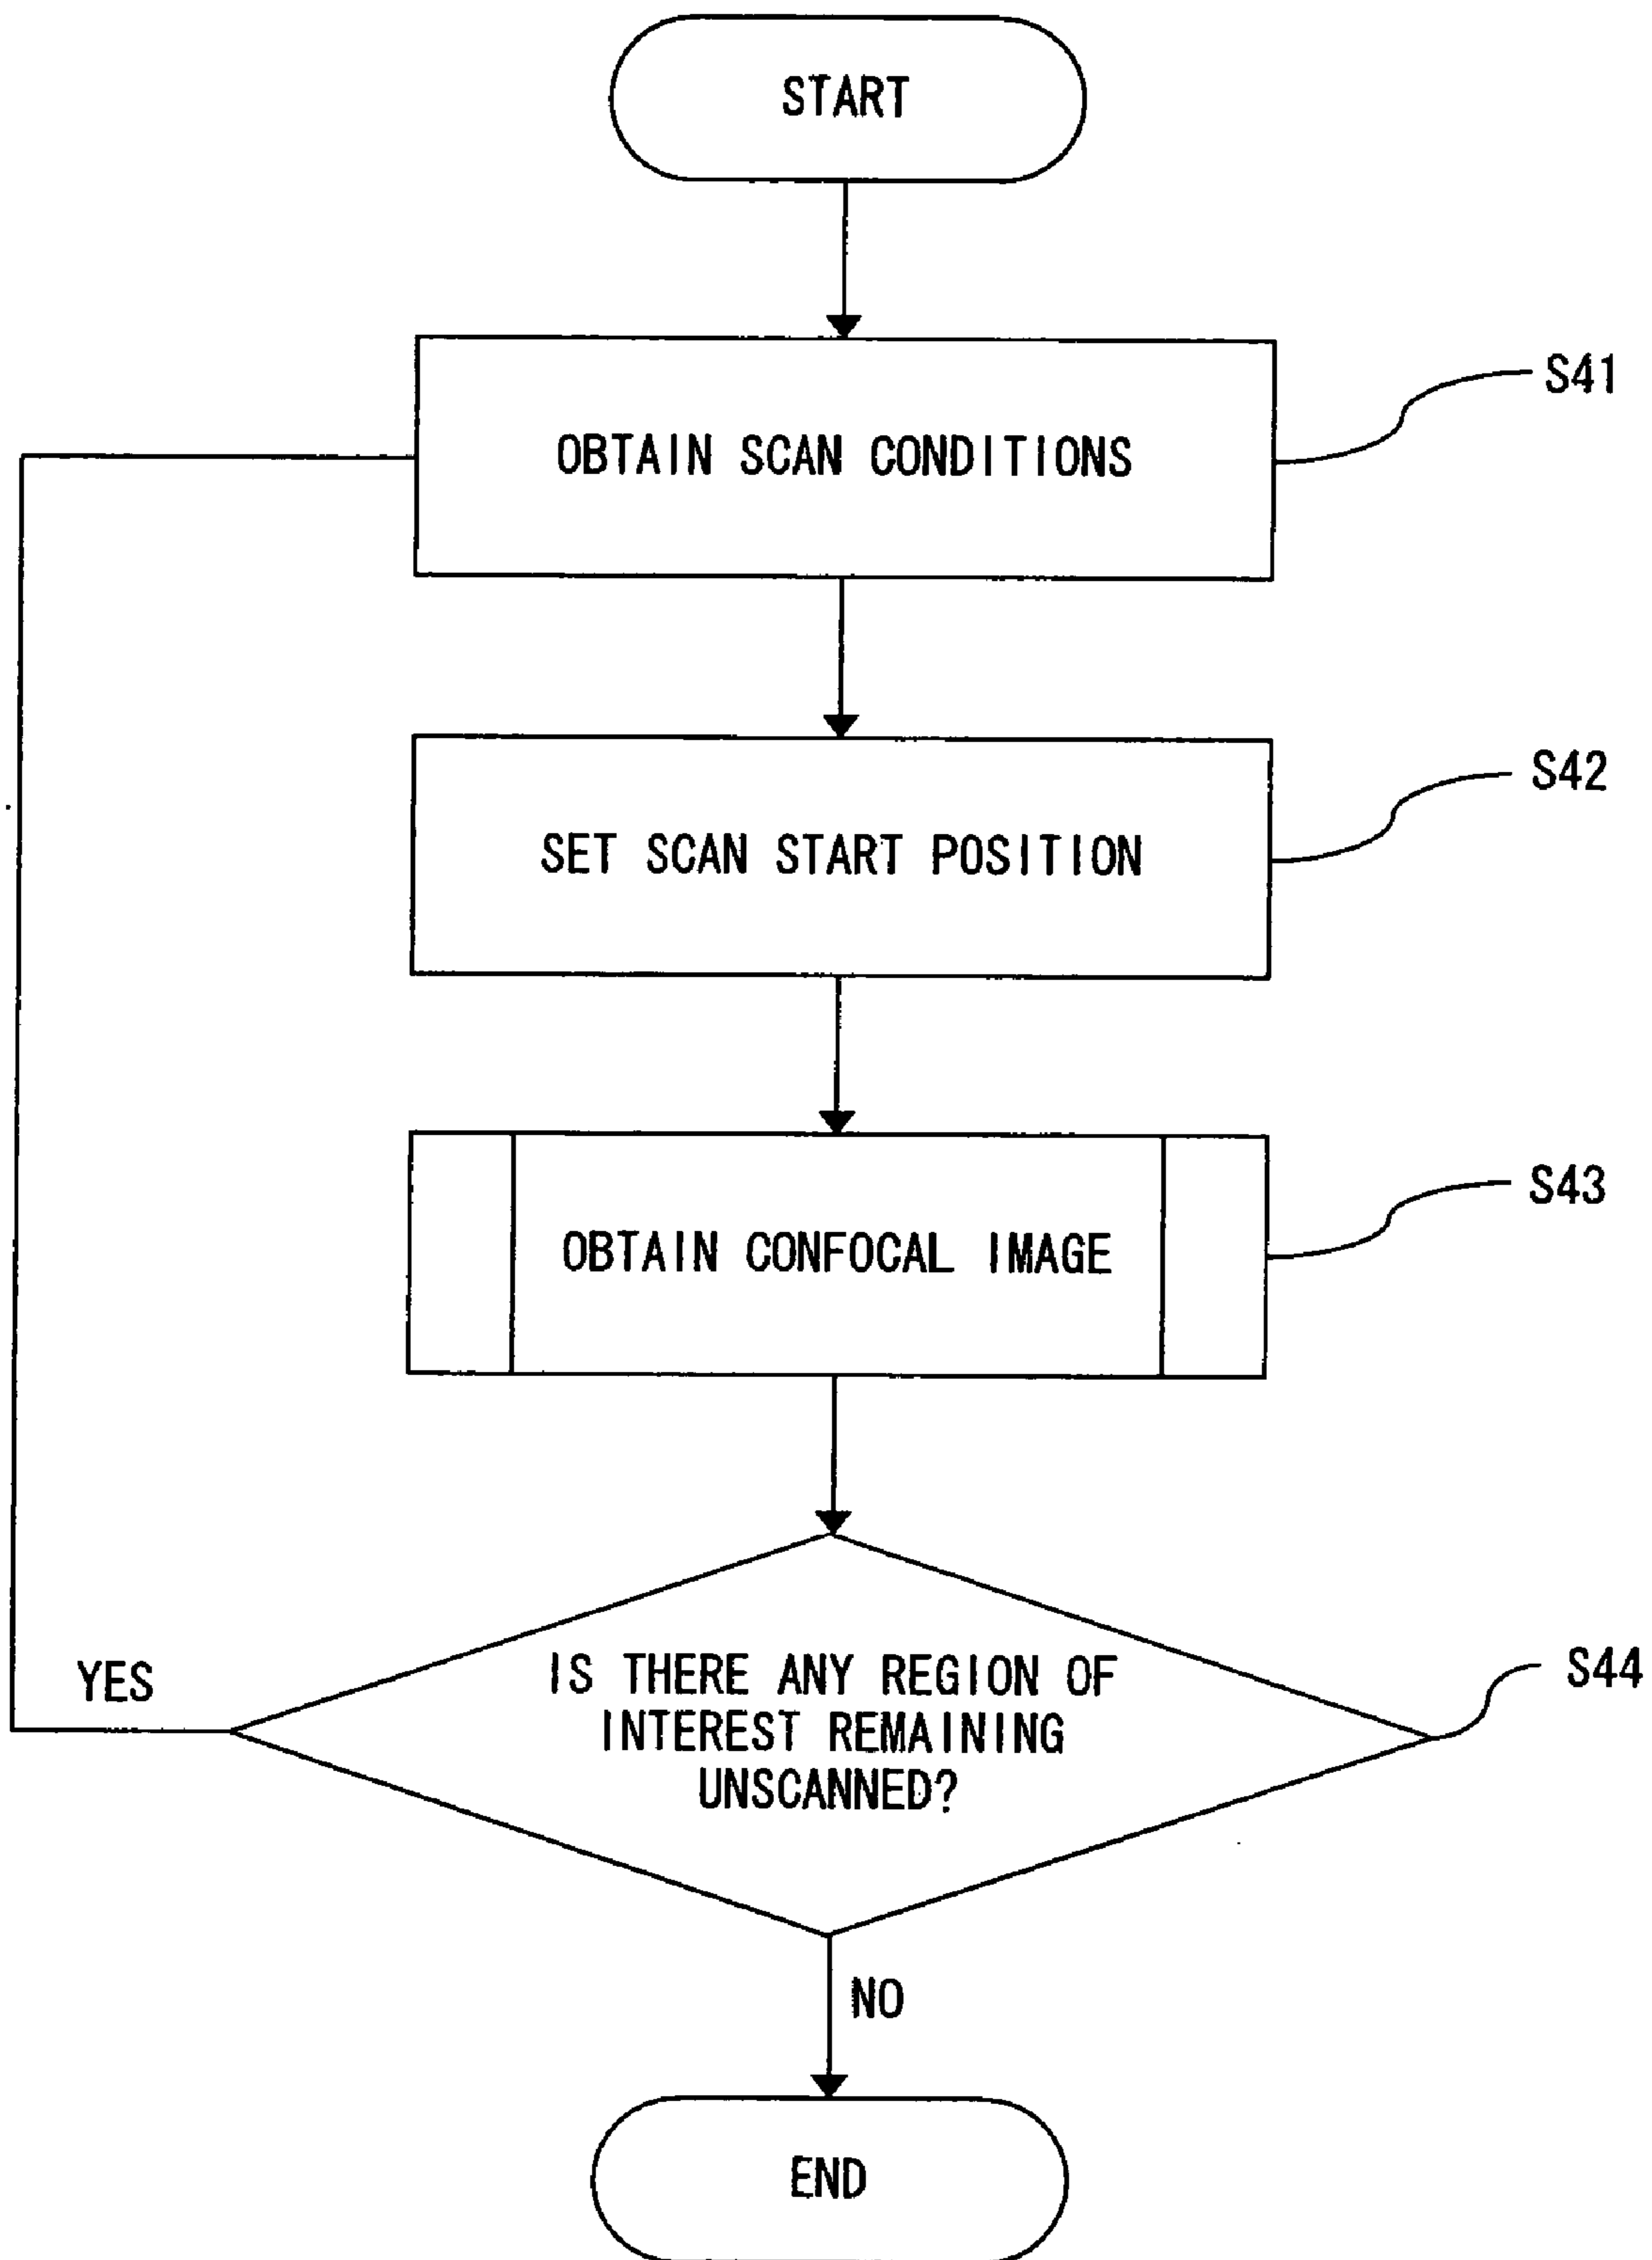 START
OBTAIN SCAN CONDITIONS
S41
SET SCAN START POSITION
S42
OBTAIN CONFOCAL IMAGE
S43
IS THERE ANY REGION OF
INTEREST REMAINING
UNSCANNED?
S44
YES
NO
END